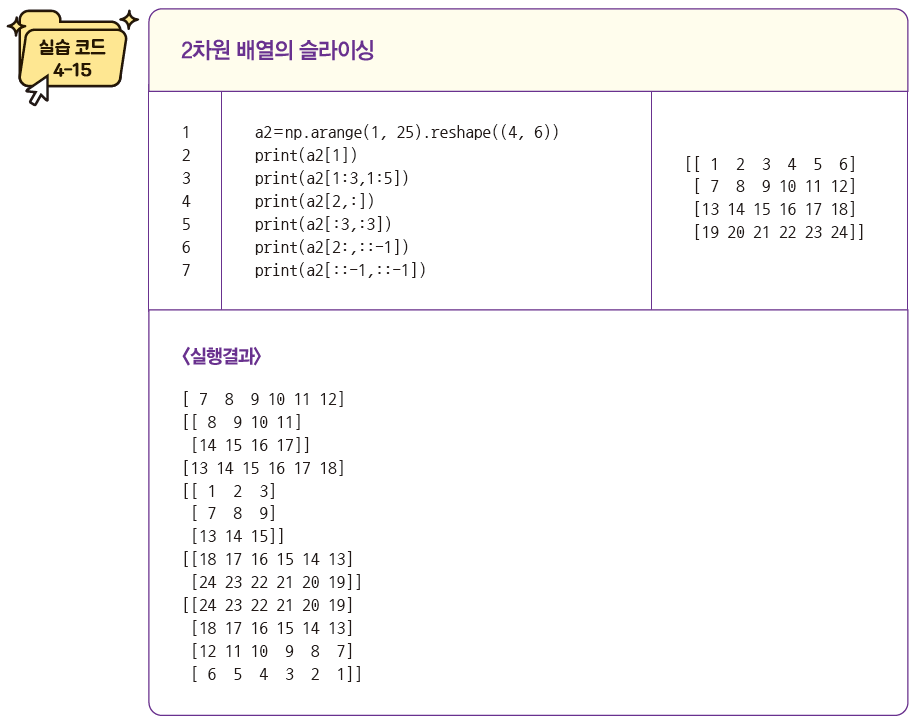 실습 코드
4-15
2차원 배열의 슬라이싱
1 a2=np.arange(1, 25).reshape((4, 6))
2 print(a2[1])
3 print(a2[1:3,1:5])
4 print(a2[2,:])
5 print(a2[:3,:3])
6 print(a2[2:,::-1])
7 print(a2[::-1,::-1])
[[ 1  2  3  4  5  6]
 [ 7  8  9 10 11 12]
 [13 14 15 16 17 18]
 [19 20 21 22 23 24]]
〈실행결과〉
[ 7  8  9 10 11 12]
[[ 8  9 10 11]
 [14 15 16 17]]
[13 14 15 16 17 18]
[[ 1  2  3]
 [ 7  8  9]
 [13 14 15]]
[[18 17 16 15 14 13]
 [24 23 22 21 20 19]]
[[24 23 22 21 20 19]
 [18 17 16 15 14 13]
 [12 11 10  9  8  7]
 [ 6  5  4  3  2  1]]